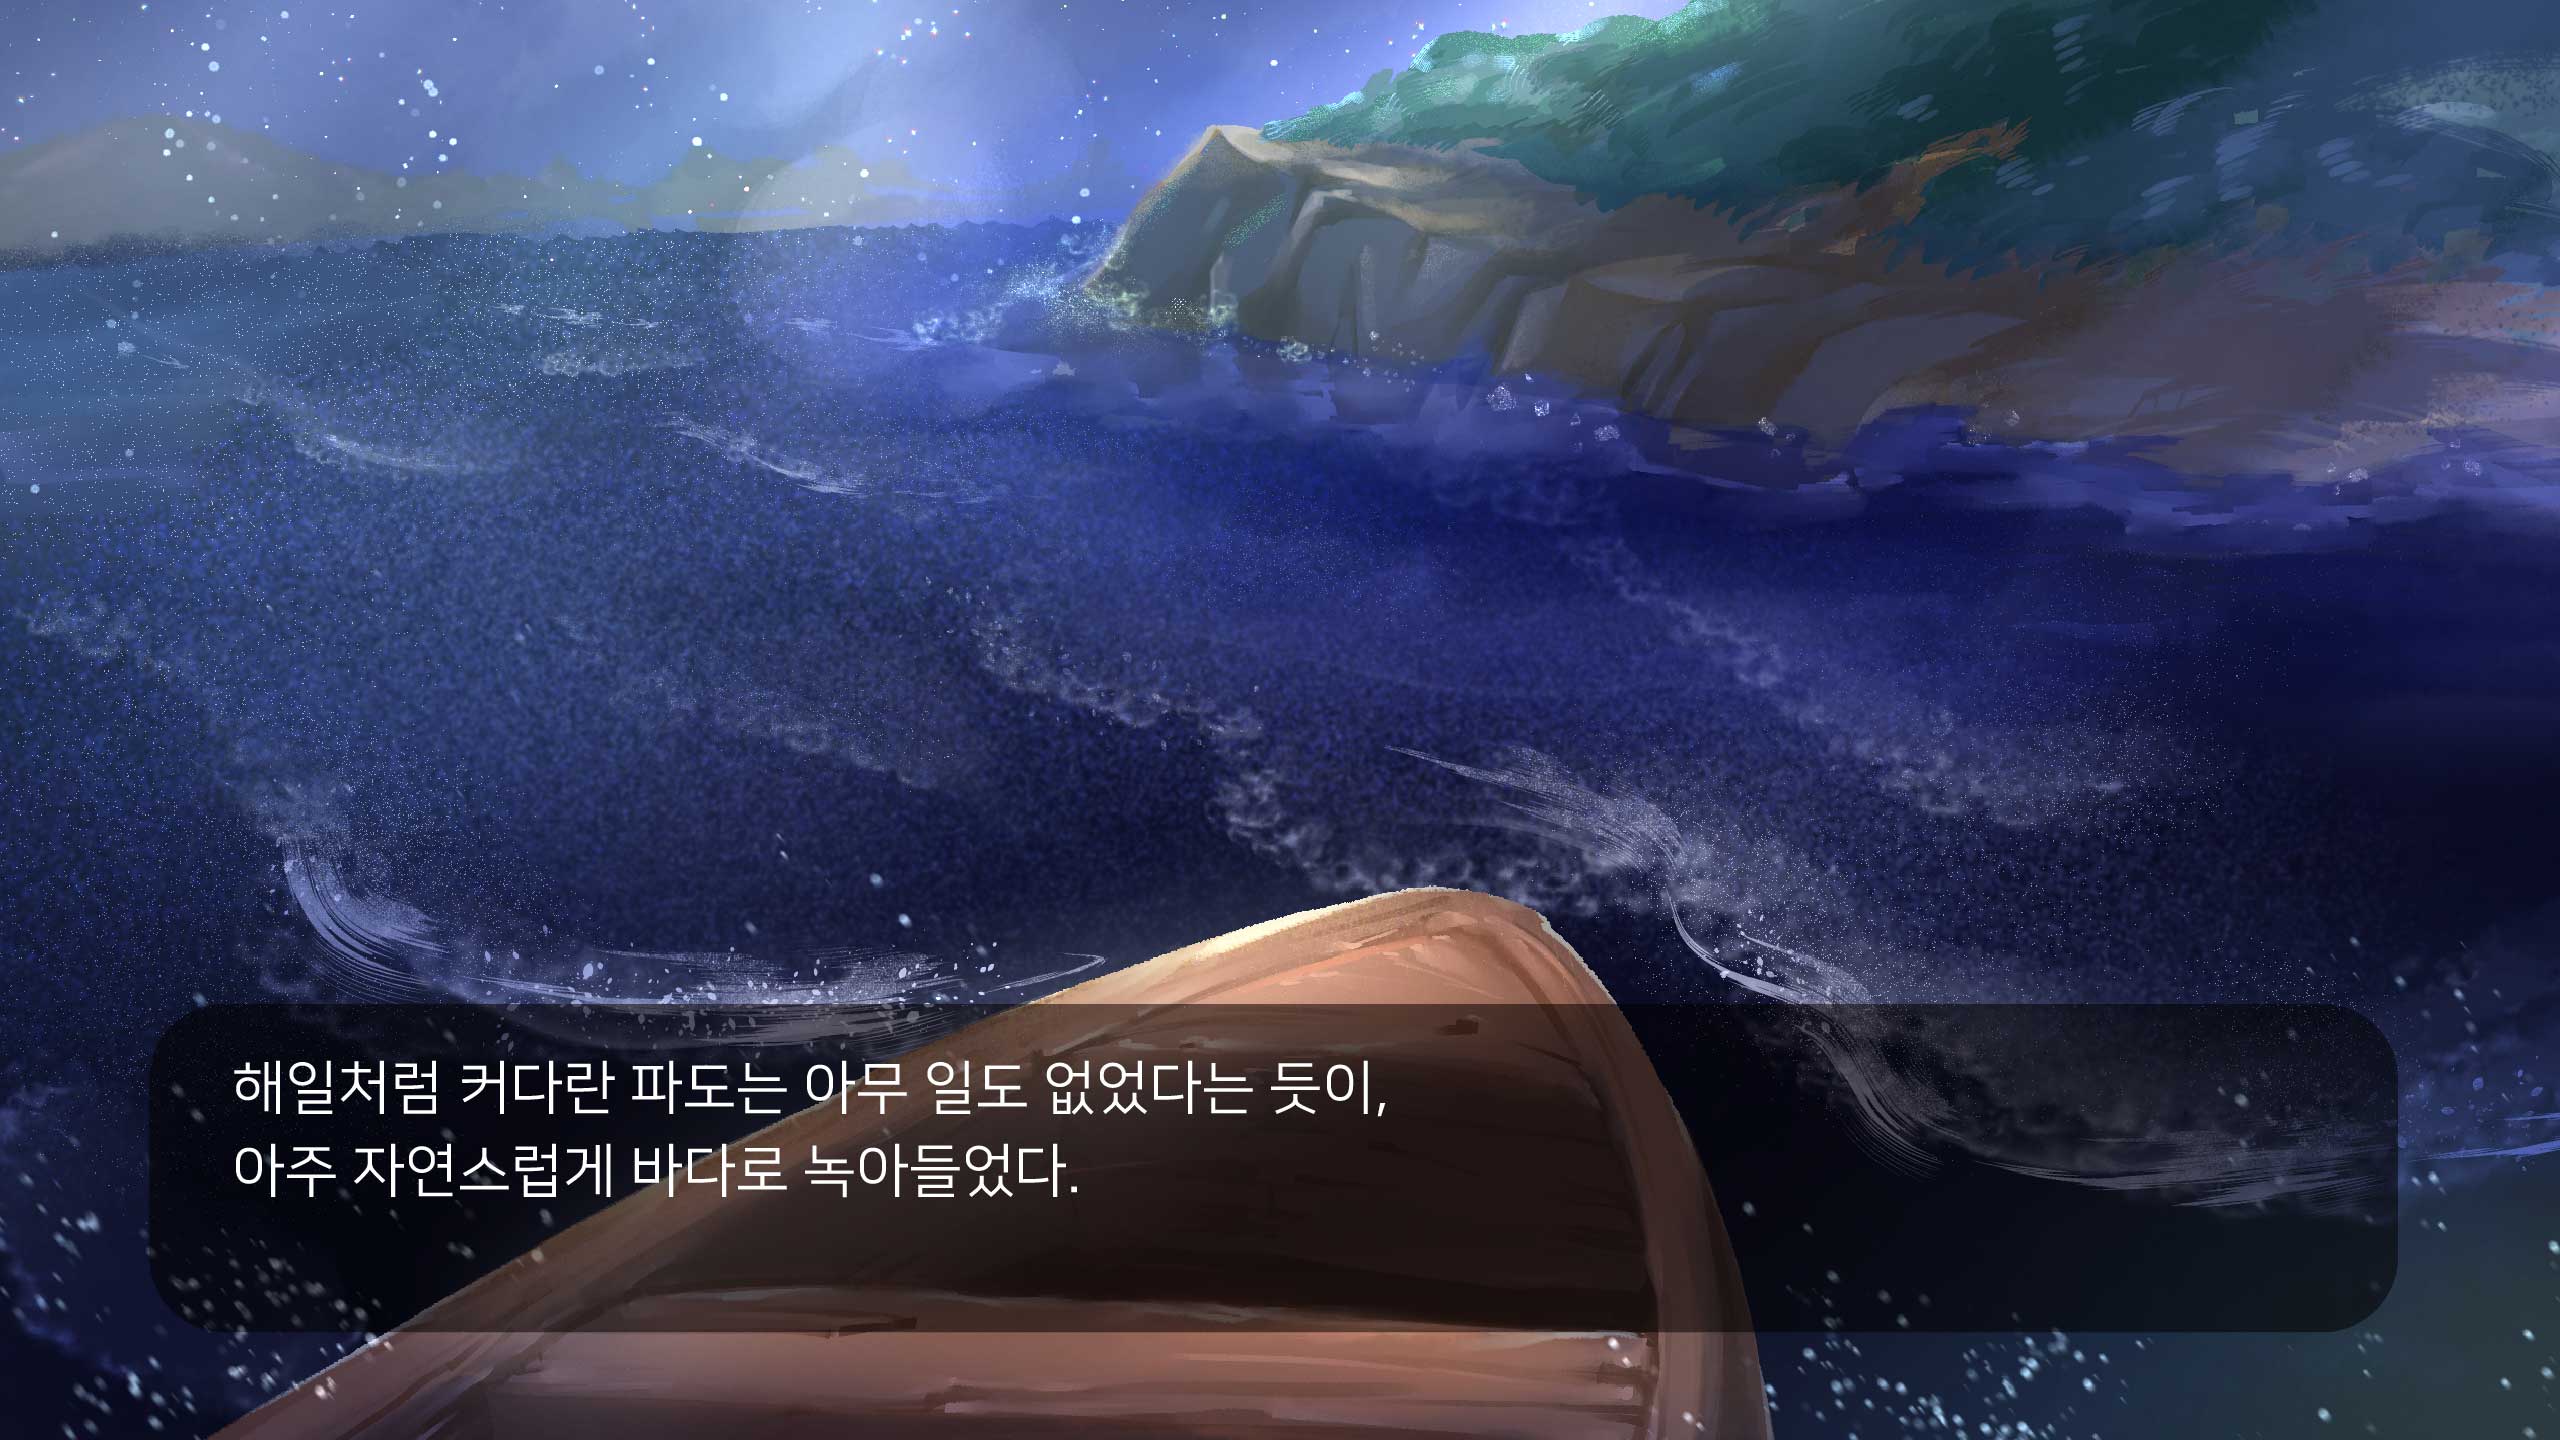 해일처럼 커다란 파도는 아무 일도 없었다는 듯이,
아주 자연스럽게 바다로 녹아들었다.